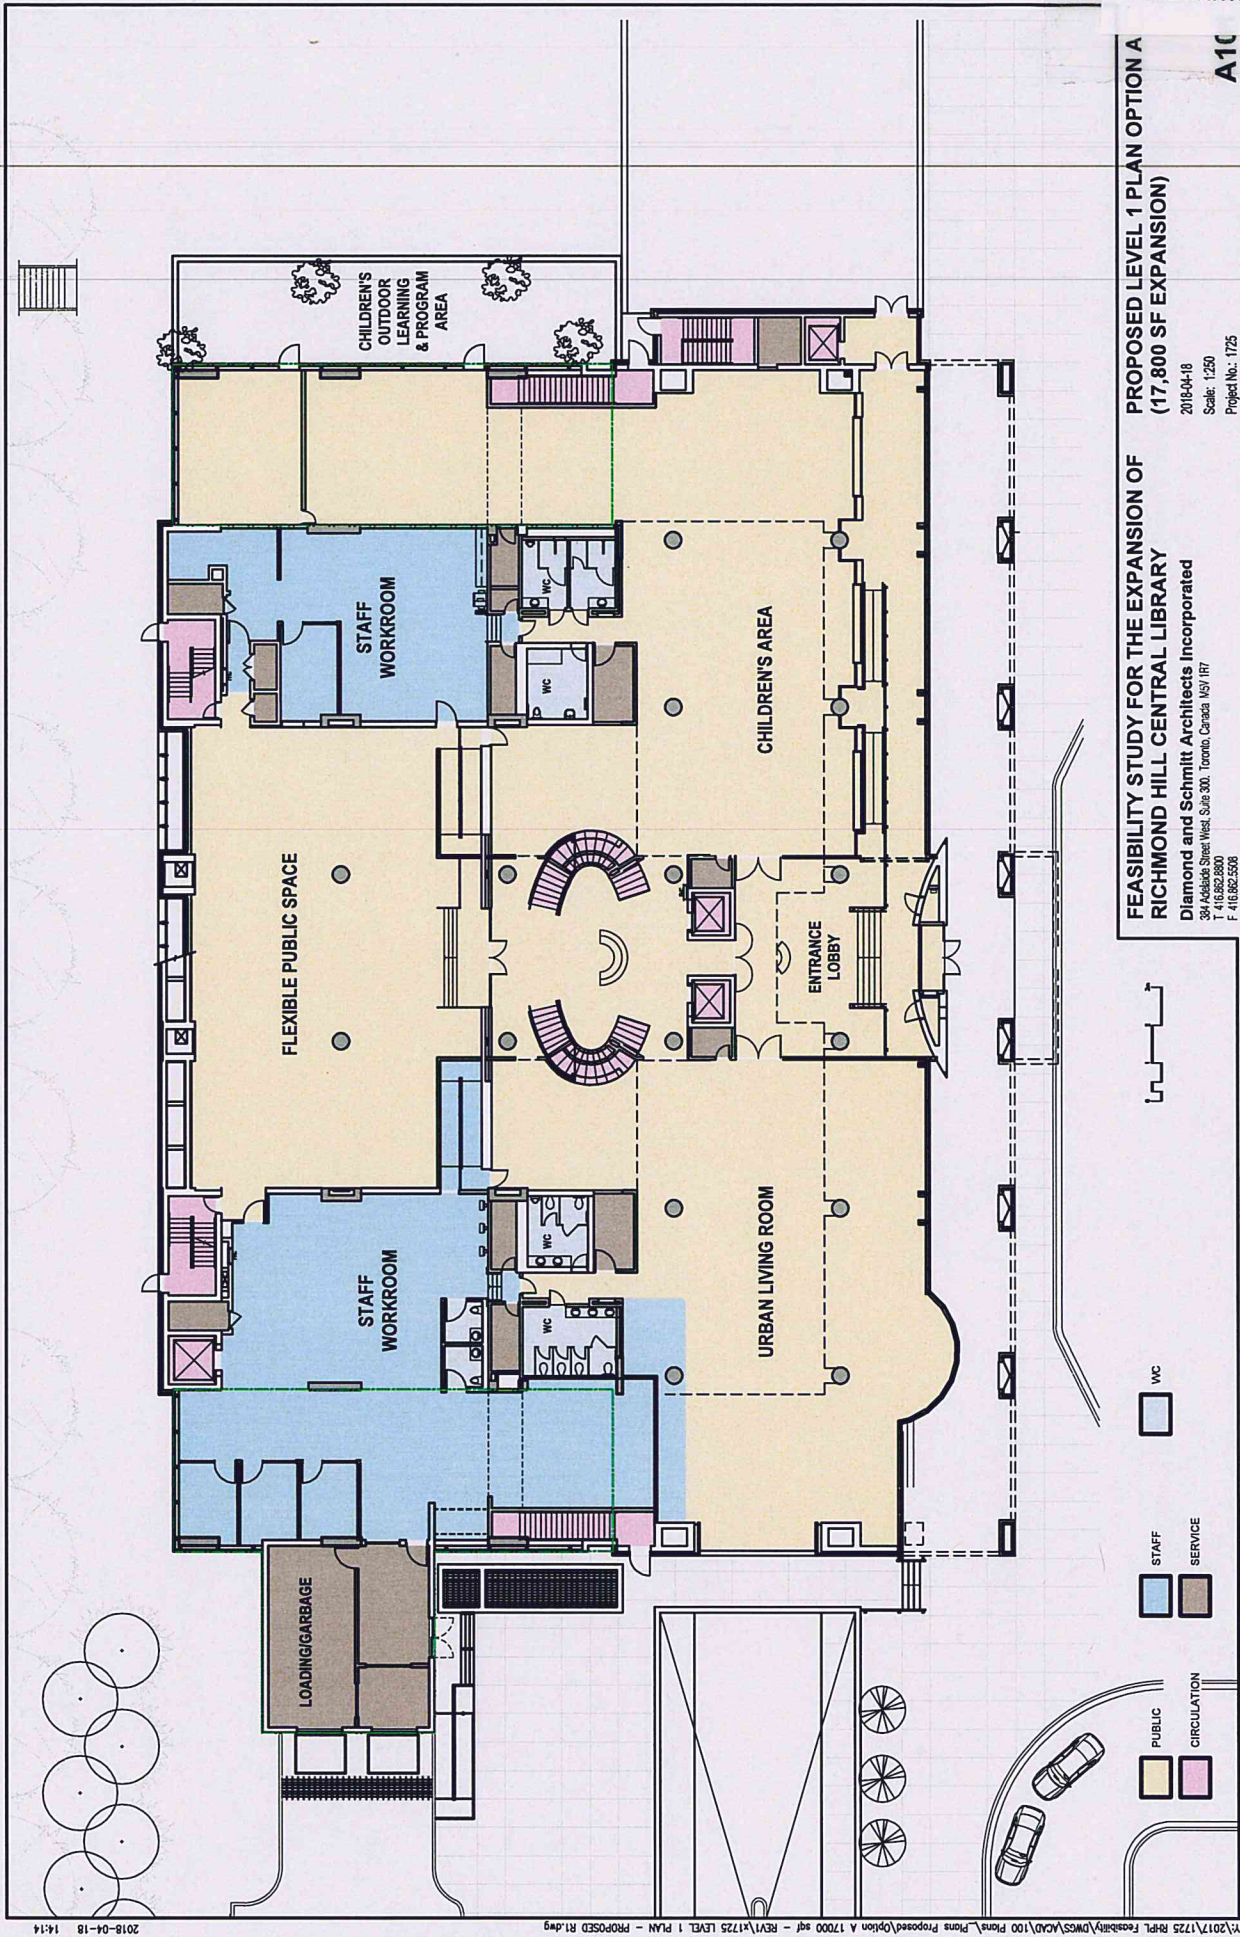 FLEXIBLE PUBLIC SPACE
STAFF
WORKROOM
STAFF
WORKROOM
CHILDREN'S
OUTDOOR
LEARNING
& PROGRAM
AREA
LOADING/GARBAGE
WC
WC
WC
WC
URBAN LIVING ROOM
ENTRANCE
LOBBY
CHILDREN'S AREA
PUBLIC
CIRCULATION
STAFF
SERVICE
WC
FEASIBILITY STUDY FOR THE EXPANSION OF
RICHMOND HILL CENTRAL LIBRARY
Diamond and Schmitt Architects Incorporated
384 Adelaide Street West, Suite 300, Toronto, Canada M5V 1R7
T 416.862.8800
F 416.862.5508
PROPOSED LEVEL 1 PLAN OPTION A
(17,800 SF EXPANSION)
2018-04-18
Scale: 1:250
Project No.: 1725
2018-04-18 14:14
\2017\1725 RHPL Feasibility\DWGS\ACAD\100 Plans\_Plans Proposed\Option A 17000 sqf - REV1\x1725 LEVEL 1 PLAN - PROPOSED R1.dwg